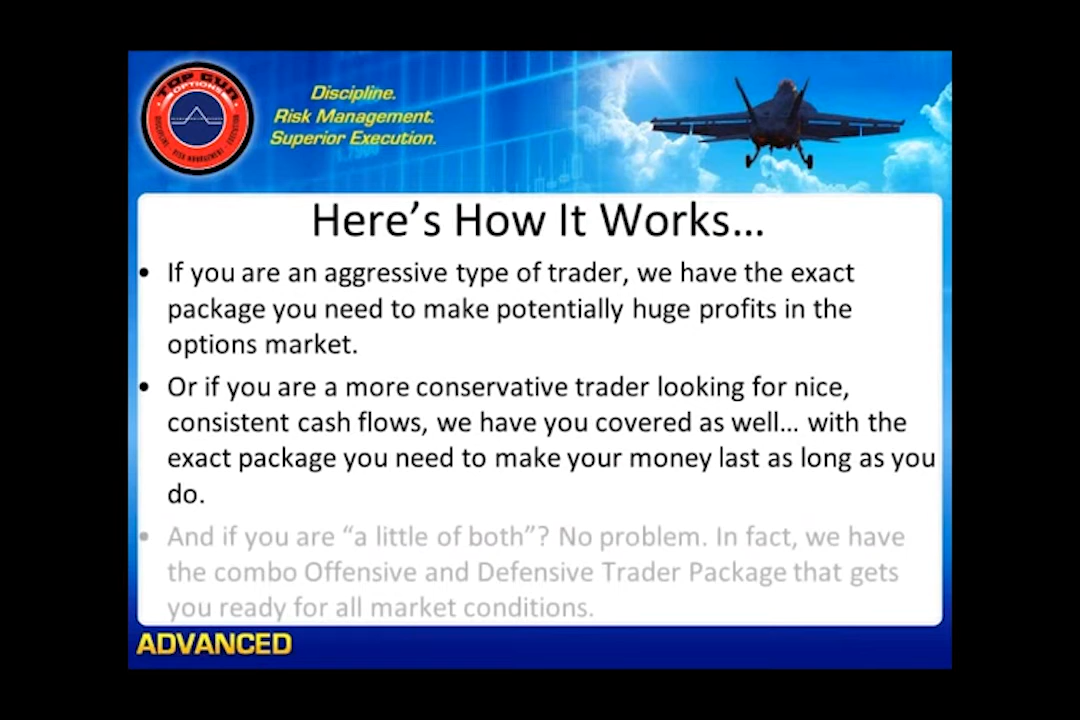 TOP GUN
OPTIONS
DISCIPLINE · RISK MANAGEMENT · EXECUTION
Discipline.
Risk Management.
Superior Execution.
Here’s How It Works…
• If you are an aggressive type of trader, we have the exact
package you need to make potentially huge profits in the
options market.
• Or if you are a more conservative trader looking for nice,
consistent cash flows, we have you covered as well… with the
exact package you need to make your money last as long as you
do.
• And if you are “a little of both”? No problem. In fact, we have
the combo Offensive and Defensive Trader Package that gets
you ready for all market conditions.
ADVANCED